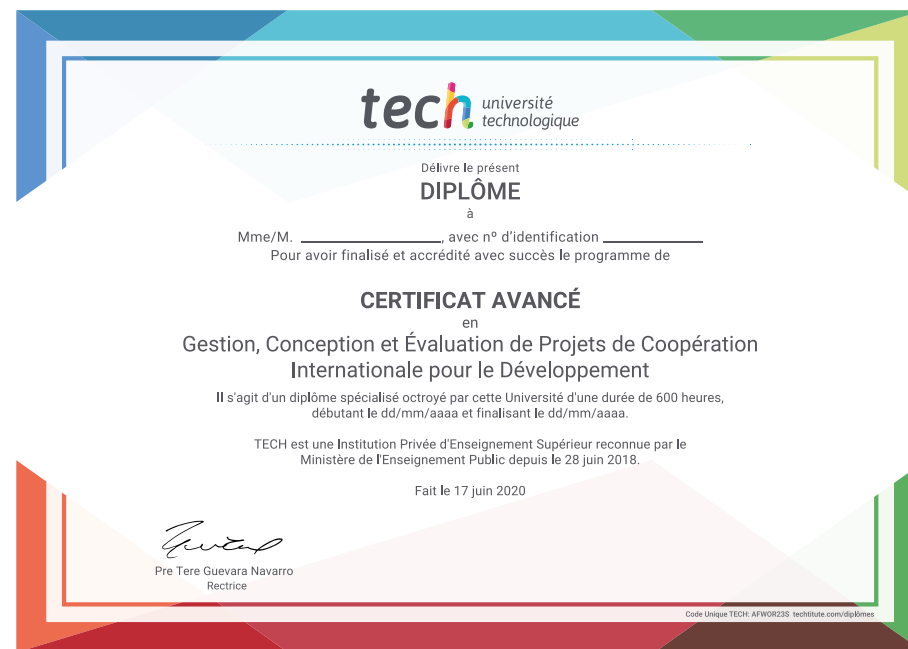 tech université
technologique
Délivre le présent
DIPLÔME
à
Mme/M. ____________________, avec nº d'identification ______________
Pour avoir finalisé et accrédité avec succès le programme de
CERTIFICAT AVANCÉ
en
Gestion, Conception et Évaluation de Projets de Coopération
Internationale pour le Développement
Il s'agit d'un diplôme spécialisé octroyé par cette Université d'une durée de 600 heures,
débutant le dd/mm/aaaa et finalisant le dd/mm/aaaa.
TECH est une Institution Privée d'Enseignement Supérieur reconnue par le
Ministère de l'Enseignement Public depuis le 28 juin 2018.
Fait le 17 juin 2020
Pre Tere Guevara Navarro
Rectrice
Code Unique TECH: AFWOR23S techtitute.com/diplômes